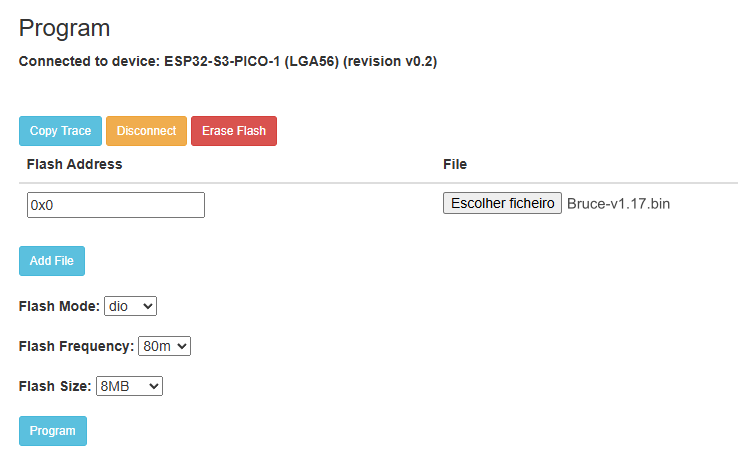 Program
Connected to device: ESP32-S3-PICO-1 (LGA56) (revision v0.2)
Copy Trace Disconnect Erase Flash
Flash Address File
0x0 Escolher ficheiro Bruce-v1.17.bin
Add File
Flash Mode: dio
Flash Frequency: 80m
Flash Size: 8MB
Program